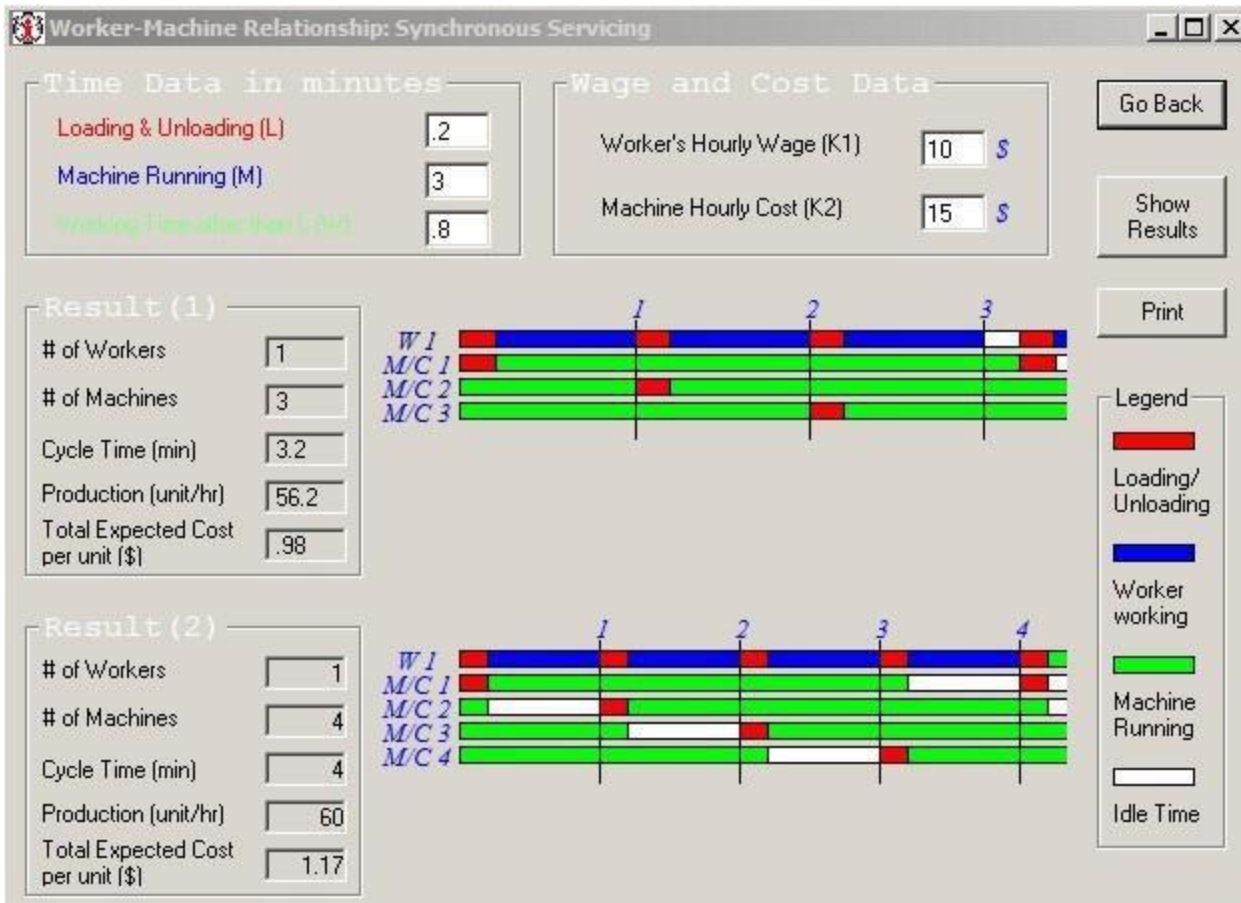 Worker-Machine Relationship: Synchronous Servicing
Time Data in minutes
Loading & Unloading (L)
.2
Machine Running (M)
3
Working Time other than L (W)
.8
Wage and Cost Data
Worker's Hourly Wage (K1)
10
$
Machine Hourly Cost (K2)
15
$
Go Back
Show
Results
Print
Result(1)
# of Workers
1
# of Machines
3
Cycle Time (min)
3.2
Production (unit/hr)
56.2
Total Expected Cost
per unit ($)
.98
1 2 3
W 1
M/C 1
M/C 2
M/C 3
Legend
Loading/
Unloading
Worker
working
Machine
Running
Idle Time
Result(2)
# of Workers
1
# of Machines
4
Cycle Time (min)
4
Production (unit/hr)
60
Total Expected Cost
per unit ($)
1.17
1 2 3 4
W 1
M/C 1
M/C 2
M/C 3
M/C 4